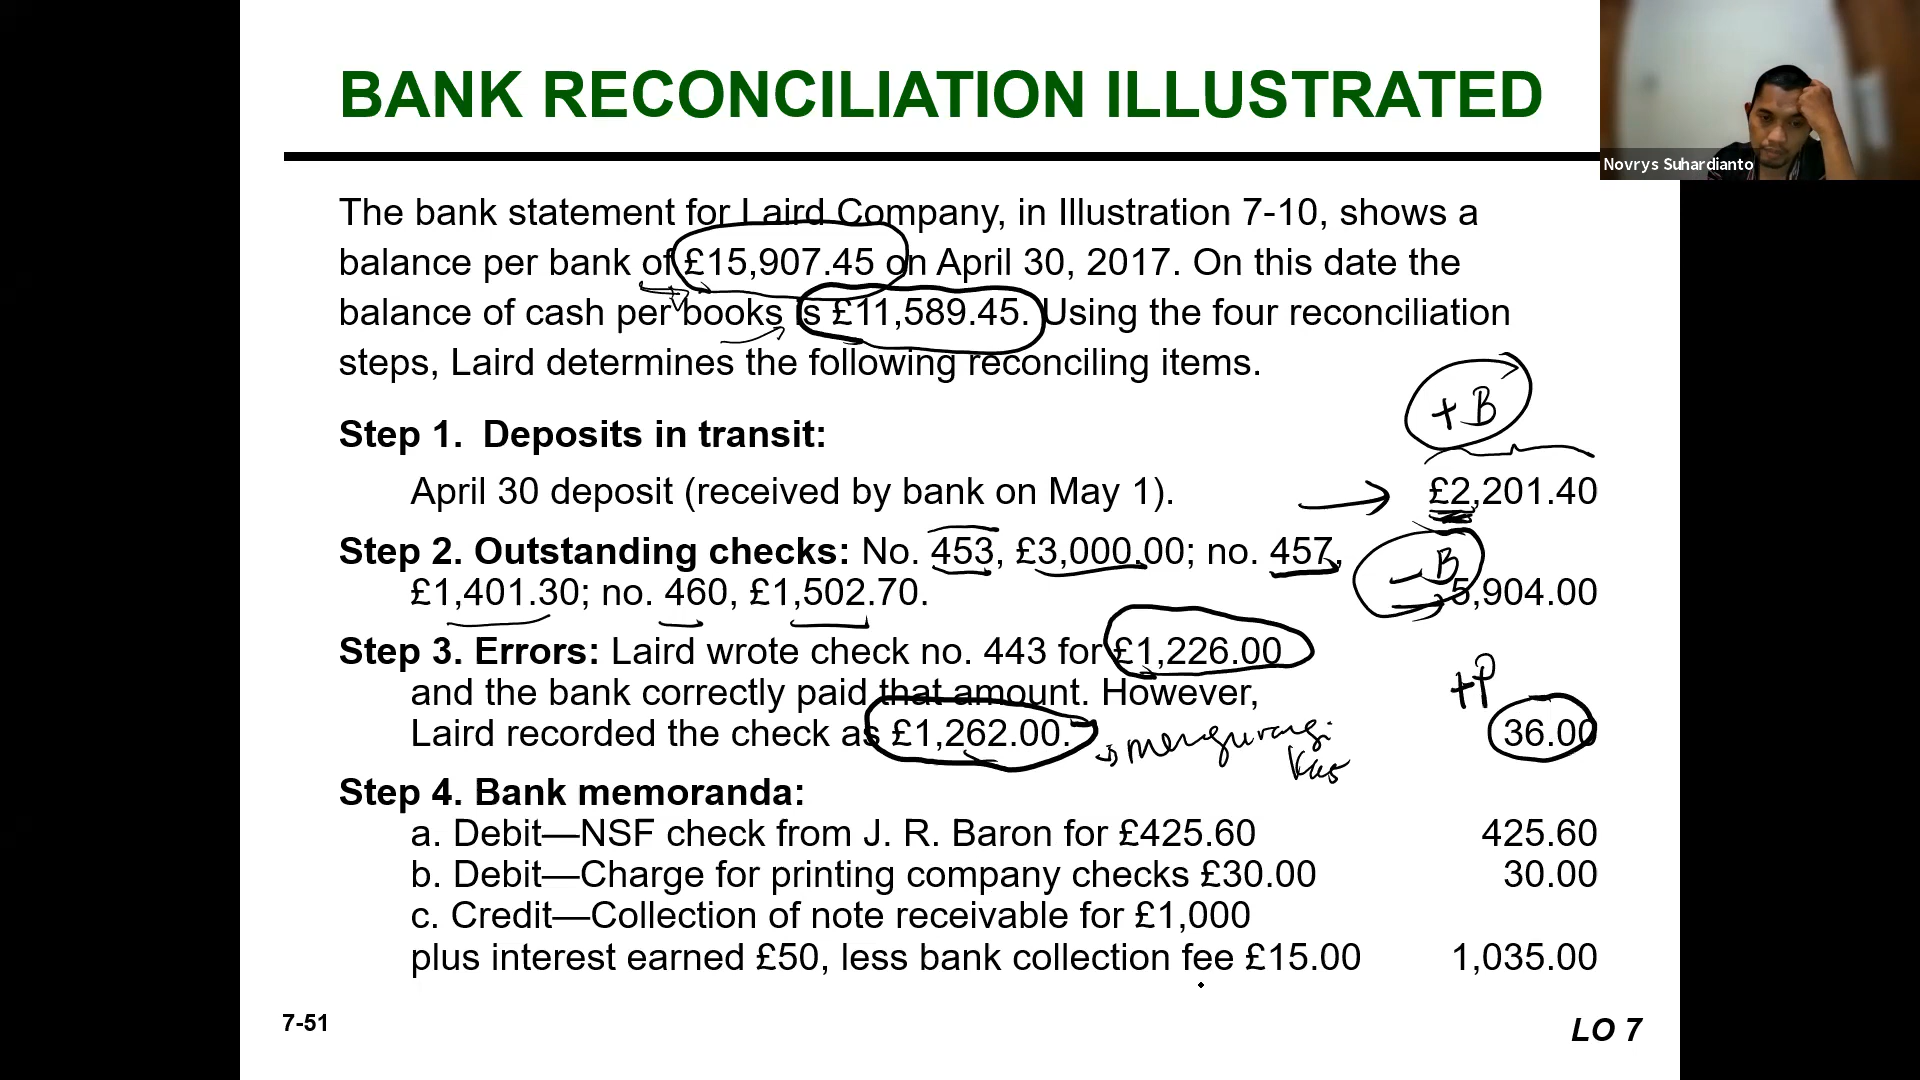 BANK RECONCILIATION ILLUSTRATED
Novrys Suhardianto
The bank statement for Laird Company, in Illustration 7-10, shows a
balance per bank of £15,907.45 on April 30, 2017. On this date the
balance of cash per books is £11,589.45. Using the four reconciliation
steps, Laird determines the following reconciling items.
+ B
Step 1. Deposits in transit:
April 30 deposit (received by bank on May 1). £2,201.40
Step 2. Outstanding checks: No. 453, £3,000.00; no. 457,
– B
£1,401.30; no. 460, £1,502.70. 5,904.00
Step 3. Errors: Laird wrote check no. 443 for £1,226.00
and the bank correctly paid that amount. However,
+P
Laird recorded the check as £1,262.00. 36.00
mengurangi
kas
Step 4. Bank memoranda:
a. Debit—NSF check from J. R. Baron for £425.60 425.60
b. Debit—Charge for printing company checks £30.00 30.00
c. Credit—Collection of note receivable for £1,000
plus interest earned £50, less bank collection fee £15.00 1,035.00
7-51
LO 7